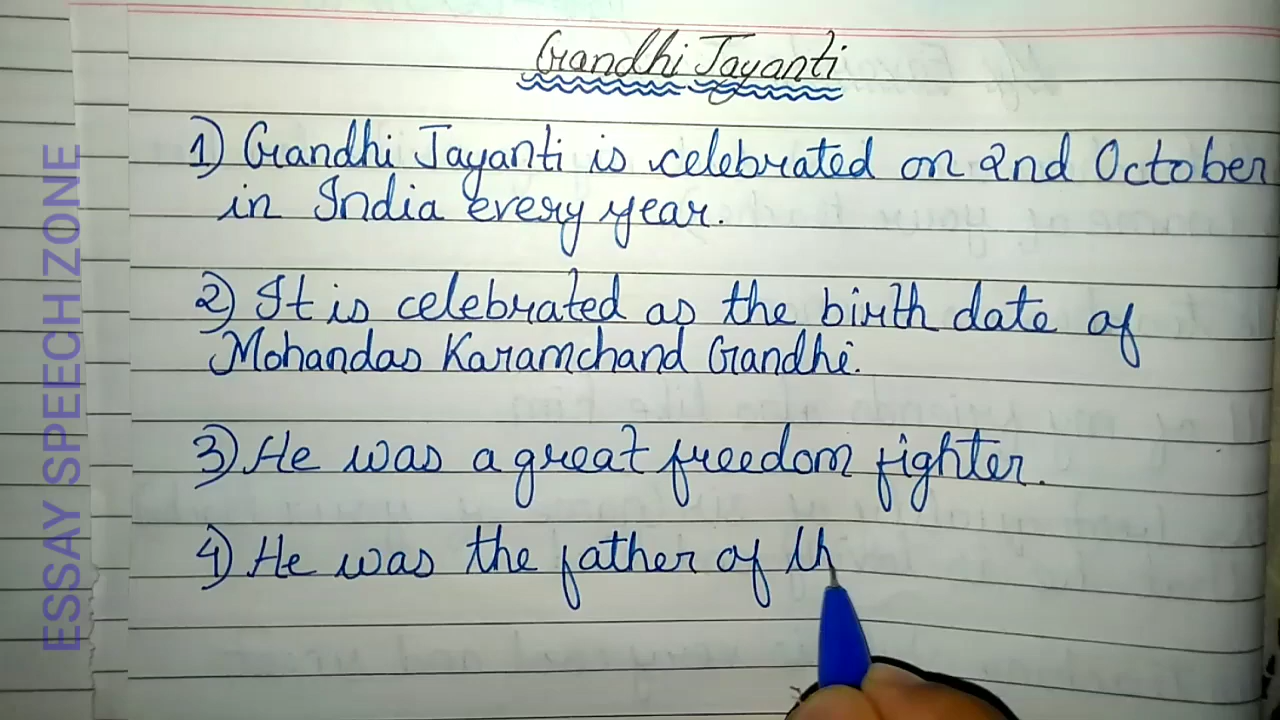 Gandhi Jayanti
1) Gandhi Jayanti is celebrated on 2nd October
in India every year.
2) It is celebrated as the birth date of
Mohandas Karamchand Gandhi.
3) He was a great freedom fighter.
4) He was the father of th
ESSAY SPEECH ZONE